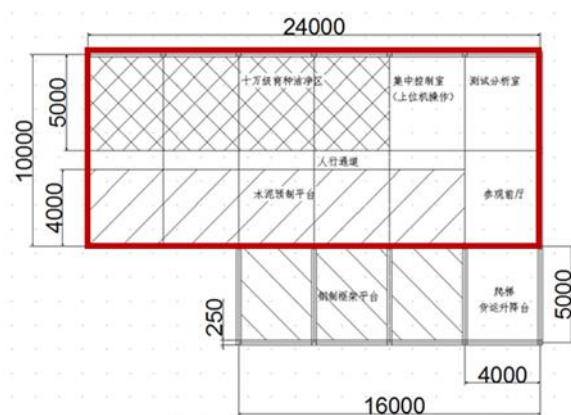 24000
十万级育种洁净区
集中控制室
(上位机操作)
测试分析室
5000
10000
人行通道
4000
水泥预制平台
参观前厅
钢制框架平台
爬梯
货运升降台
250
5000
4000
16000